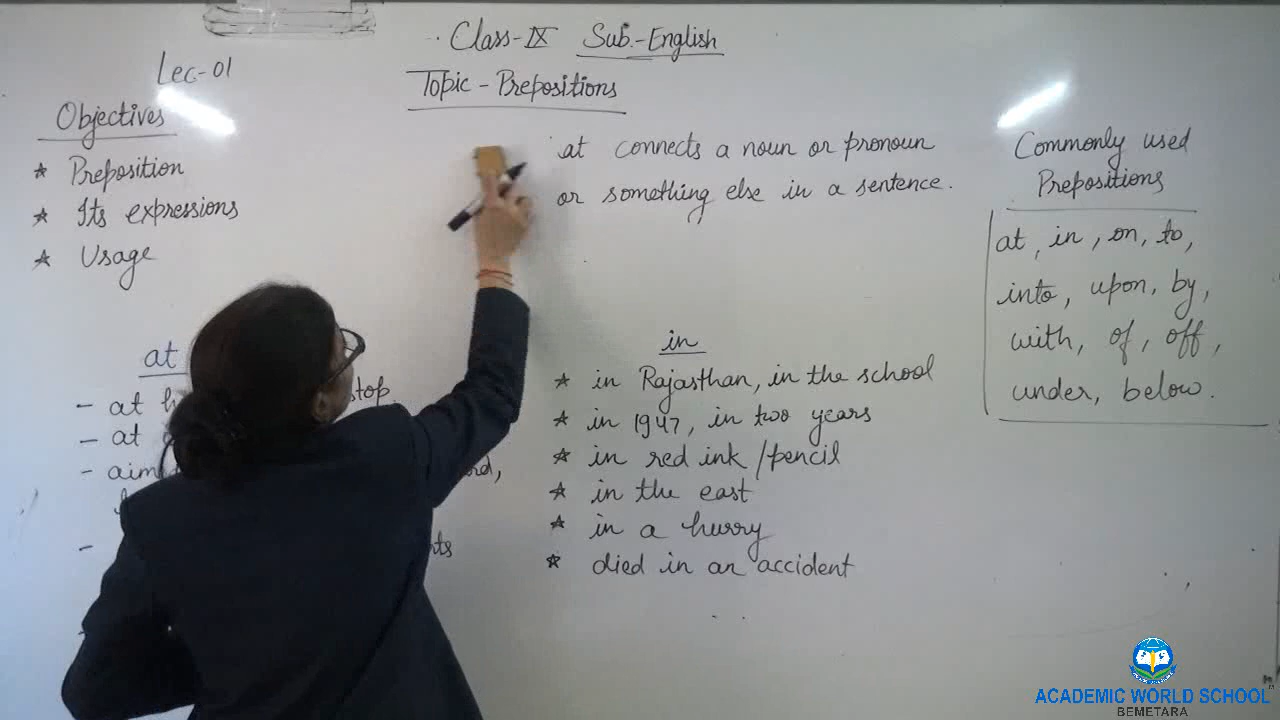 Class-IX Sub.-English
Lec-01
Topic - Prepositions
Objectives
★ Preposition
★ Its expressions
★ Usage
at connects a noun or pronoun
or something else in a sentence.
Commonly used
Prepositions
at, in, on, to,
into, upon, by,
with, of, off,
under, below.
at
- at stop.
- at
-
-
in
★ in Rajasthan, in the school
★ in 1947, in two years
★ in red ink/pencil
★ in the east
★ in a hurry
★ died in an accident
ACADEMIC WORLD SCHOOL
BEMETARA